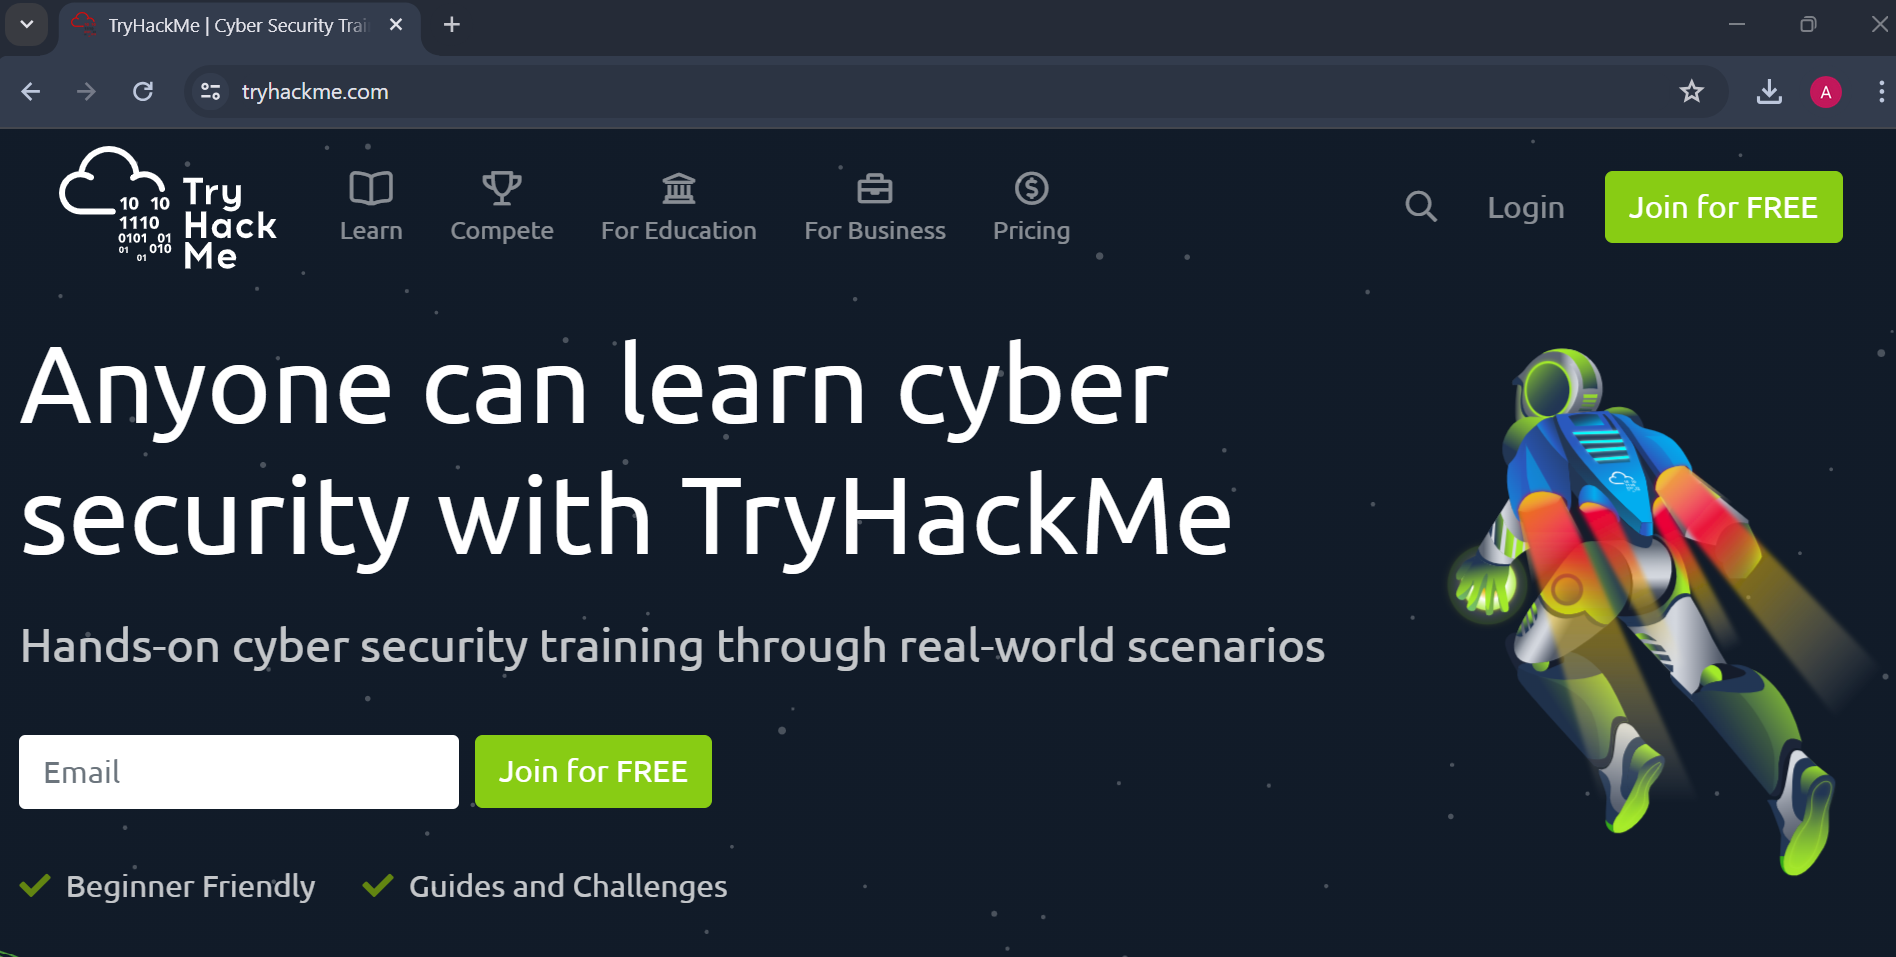 TryHackMe | Cyber Security Trai
tryhackme.com
A
10 10
1110
0101 01
01 010
01
Try
Hack
Me
Learn
Compete
For Education
For Business
Pricing
Login
Join for FREE
Anyone can learn cyber
security with TryHackMe
Hands-on cyber security training through real-world scenarios
Email
Join for FREE
Beginner Friendly
Guides and Challenges